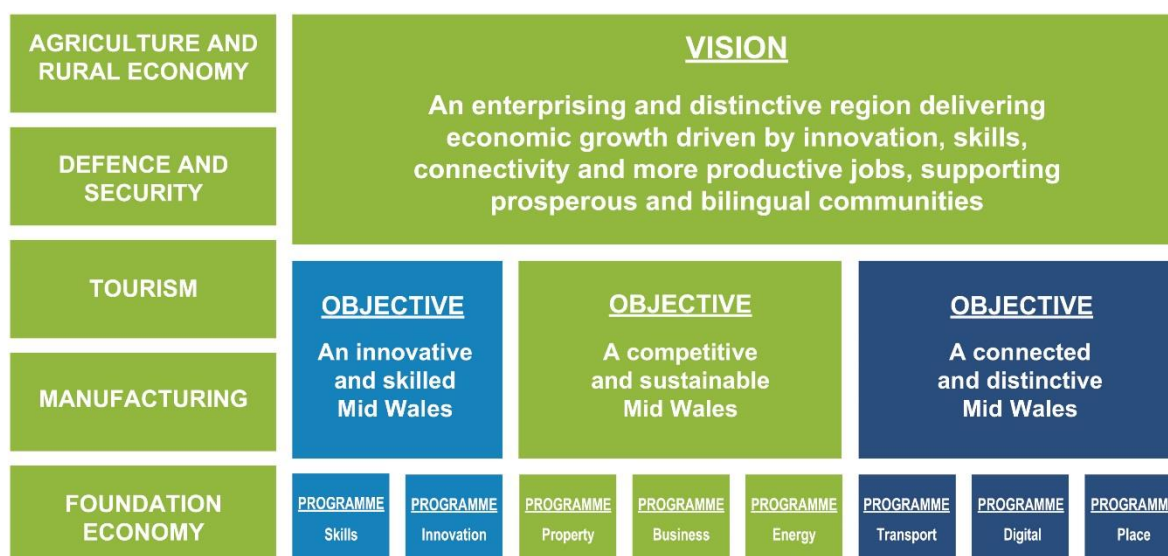 AGRICULTURE AND
RURAL ECONOMY
DEFENCE AND
SECURITY
TOURISM
MANUFACTURING
FOUNDATION
ECONOMY
VISION
An enterprising and distinctive region delivering
economic growth driven by innovation, skills,
connectivity and more productive jobs, supporting
prosperous and bilingual communities
OBJECTIVE
An innovative
and skilled
Mid Wales
OBJECTIVE
A competitive
and sustainable
Mid Wales
OBJECTIVE
A connected
and distinctive
Mid Wales
PROGRAMME
Skills
PROGRAMME
Innovation
PROGRAMME
Property
PROGRAMME
Business
PROGRAMME
Energy
PROGRAMME
Transport
PROGRAMME
Digital
PROGRAMME
Place